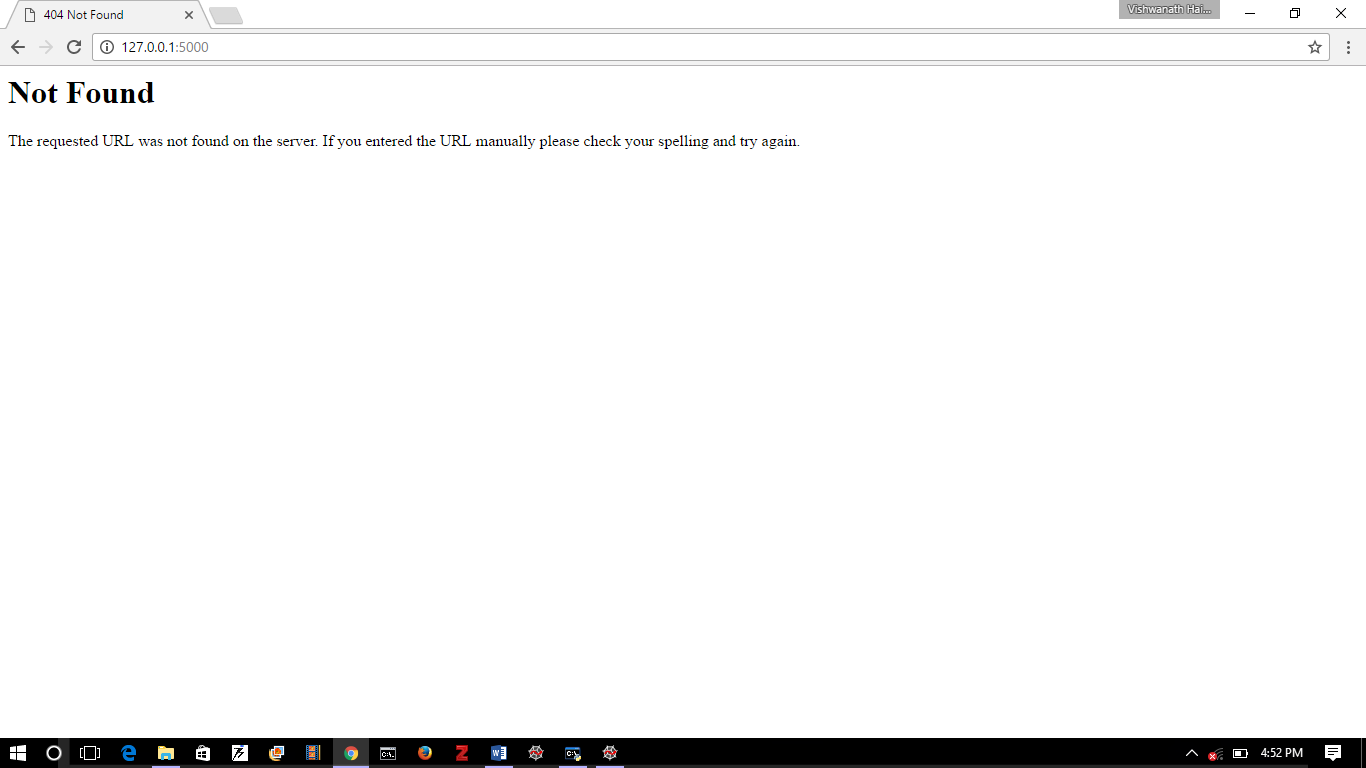 404 Not Found
Vishwanath Hai...
127.0.0.1:5000
Not Found
The requested URL was not found on the server. If you entered the URL manually please check your spelling and try again.
4:52 PM